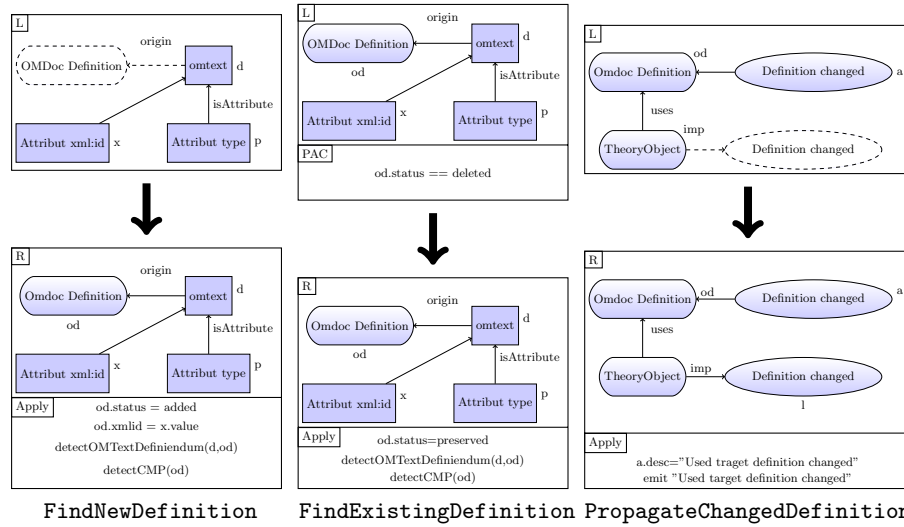 L
origin
OMDoc Definition
omtext
d
isAttribute
Attribut xml:id
x
Attribut type
p
R
origin
Omdoc Definition
omtext
d
od
isAttribute
Attribut xml:id
x
Attribut type
p
Apply
od.status = added
od.xmlid = x.value
detectOMTextDefiniendum(d,od)
detectCMP(od)
FindNewDefinition
L
origin
OMDoc Definition
omtext
d
od
isAttribute
Attribut xml:id
x
Attribut type
p
PAC
od.status == deleted
R
origin
Omdoc Definition
omtext
d
od
isAttribute
Attribut xml:id
x
Attribut type
p
Apply
od.status=preserved
detectOMTextDefiniendum(d,od)
detectCMP(od)
FindExistingDefinition
L
od
Omdoc Definition
Definition changed
a
uses
imp
TheoryObject
Definition changed
R
Omdoc Definition
od
Definition changed
a
uses
TheoryObject
imp
Definition changed
l
Apply
a.desc="Used traget definition changed"
emit "Used target definition changed"
PropagateChangedDefinition